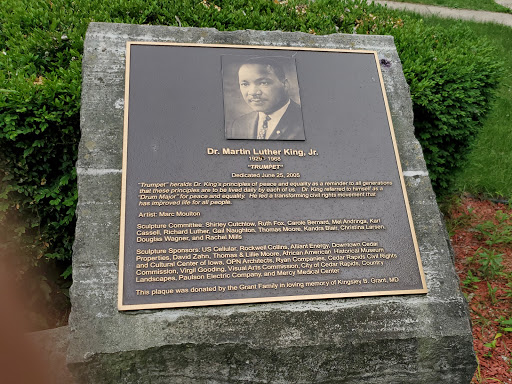 Dr. Martin Luther King, Jr.
1929 - 1968
"TRUMPET"
Dedicated June 25, 2005
"Trumpet" heralds Dr. King's principles of peace and equality as a reminder to all generations
that these principles are to be lived daily by each of us. Dr. King referred to himself as a
"Drum Major" for peace and equality. He led a transforming civil rights movement that
has improved life for all people.
Artist: Marc Moulton
Sculpture Committee, Shirley Cutchlow, Ruth Fox, Carole Bernard, Mel Andringa, Karl
Cassell, Richard Luther, Gail Naughton, Thomas Moore, Kandra Blair, Christina Larsen,
Douglas Wagner, and Rachel Mills
Sculpture Sponsors: US Cellular, Rockwell Collins, Alliant Energy, Downtown Cedar
Properties, David Zahn, Thomas & Lillie Moore, African American Historical Museum
and Culture Center of Iowa, OPN Architects, Ryan Companies, Cedar Rapids Civil Rights
Commission, Virgil Gooding, Visual Arts Commission, City of Cedar Rapids, Country
Landscapes, Paulson Electric Company, and Mercy Medical Center
This plaque was donated by the Grant Family in loving memory of Kingsley B. Grant, MD